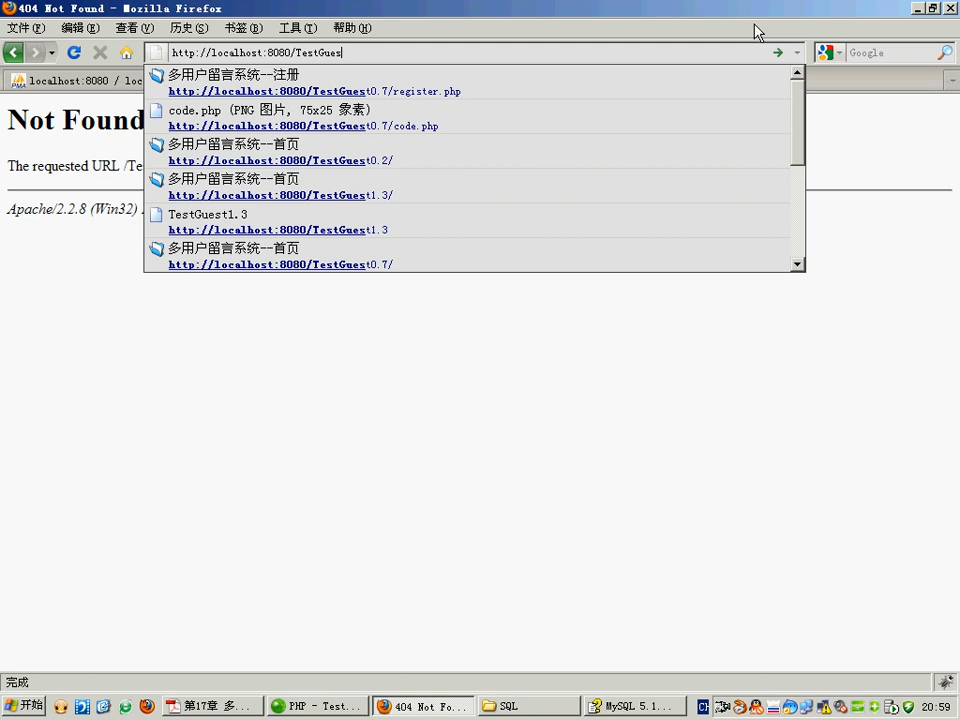 404 Not Found - Mozilla Firefox
文件(F) 编辑(E) 查看(V) 历史(S) 书签(B) 工具(T) 帮助(H)
http://localhost:8080/TestGues
Google
localhost:8080 / loc
多用户留言系统--注册
http://localhost:8080/TestGuest0.7/register.php
code.php (PNG 图片, 75x25 象素)
http://localhost:8080/TestGuest0.7/code.php
多用户留言系统--首页
http://localhost:8080/TestGuest0.2/
多用户留言系统--首页
http://localhost:8080/TestGuest1.3/
TestGuest1.3
http://localhost:8080/TestGuest1.3
多用户留言系统--首页
http://localhost:8080/TestGuest0.7/
Not Found
The requested URL /Te
Apache/2.2.8 (Win32)
完成
开始 第17章 多... PHP - Test... 404 Not Fo... SQL MySQL 5.1... CH 20:59